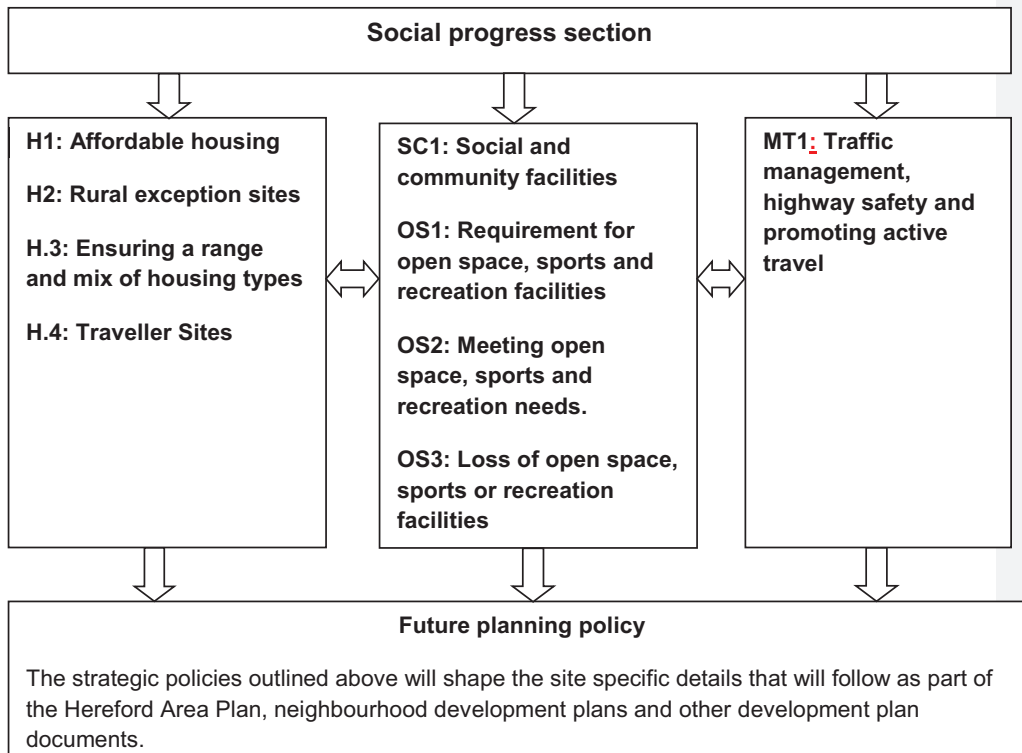 Social progress section
H1: Affordable housing
H2: Rural exception sites
H.3: Ensuring a range
and mix of housing types
H.4: Traveller Sites
SC1: Social and
community facilities
OS1: Requirement for
open space, sports and
recreation facilities
OS2: Meeting open
space, sports and
recreation needs.
OS3: Loss of open space,
sports or recreation
facilities
MT1: Traffic
management,
highway safety and
promoting active
travel
Future planning policy
The strategic policies outlined above will shape the site specific details that will follow as part of
the Hereford Area Plan, neighbourhood development plans and other development plan
documents.